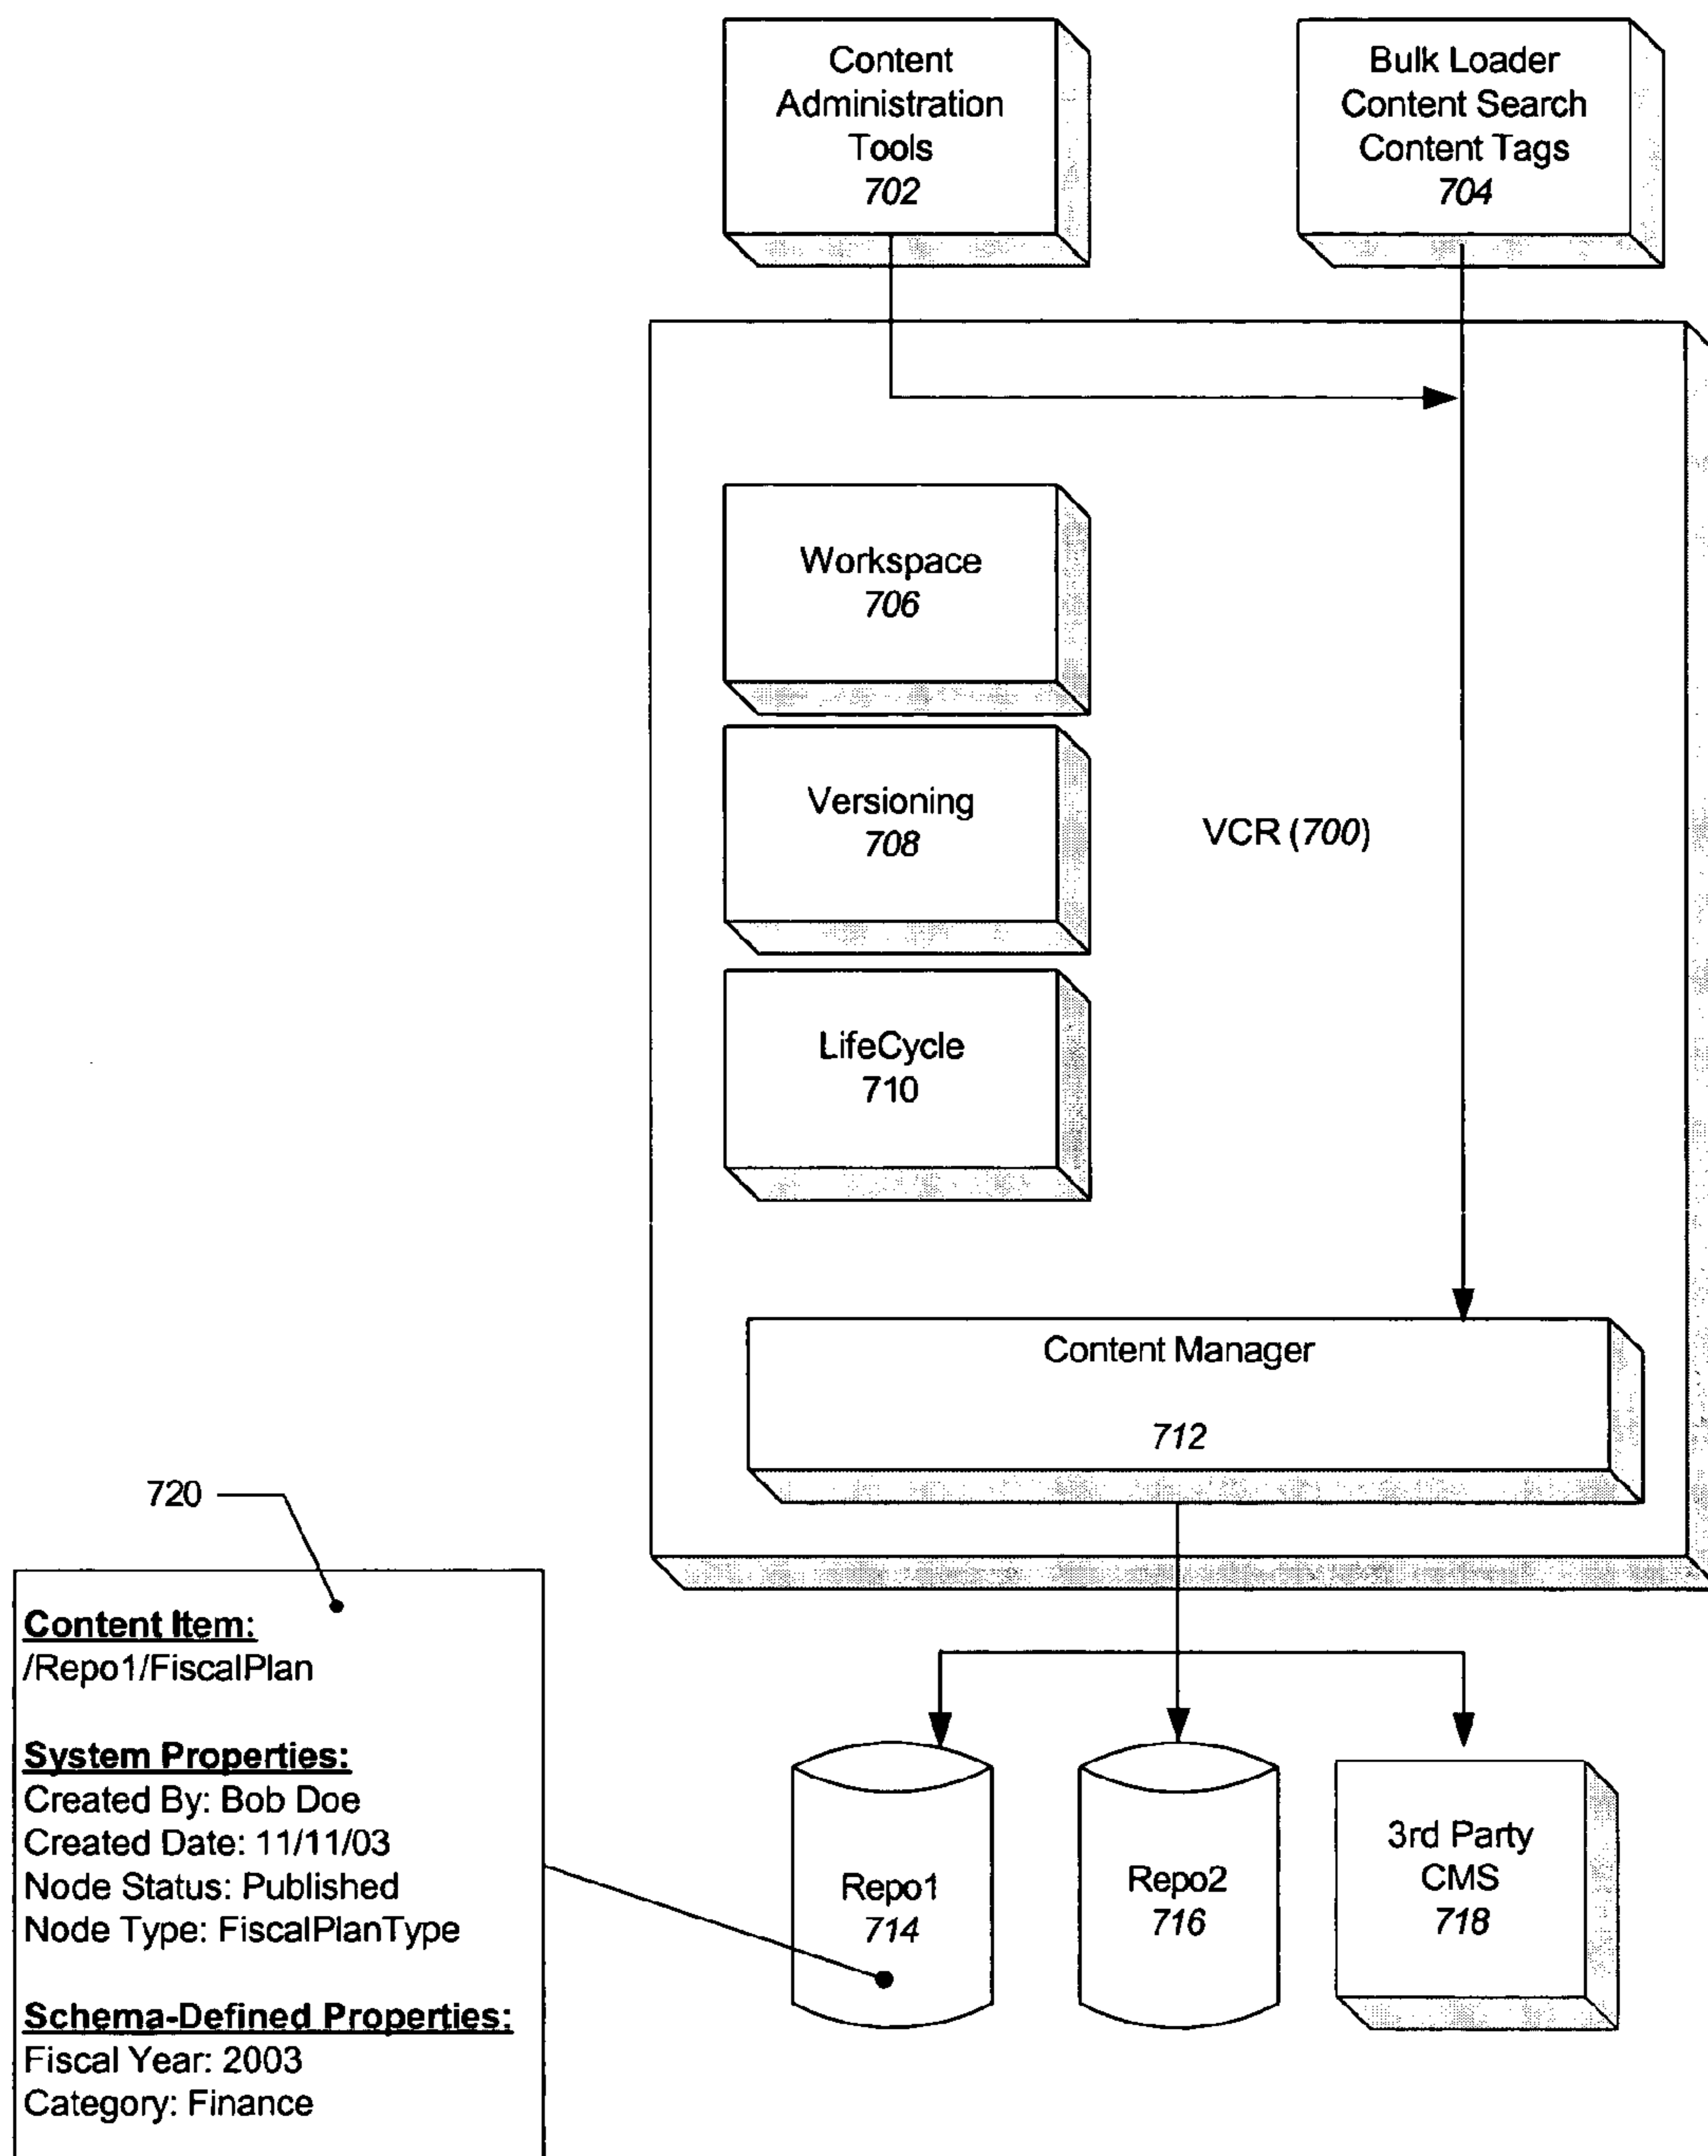 Content
Administration
Tools
702
Bulk Loader
Content Search
Content Tags
704
Workspace
706
Versioning
708
VCR (700)
LifeCycle
710
Content Manager
712
720
Content Item:
/Repo1/FiscalPlan
System Properties:
Created By: Bob Doe
Created Date: 11/11/03
Node Status: Published
Node Type: FiscalPlanType
Schema-Defined Properties:
Fiscal Year: 2003
Category: Finance
Repo1
714
Repo2
716
3rd Party
CMS
718